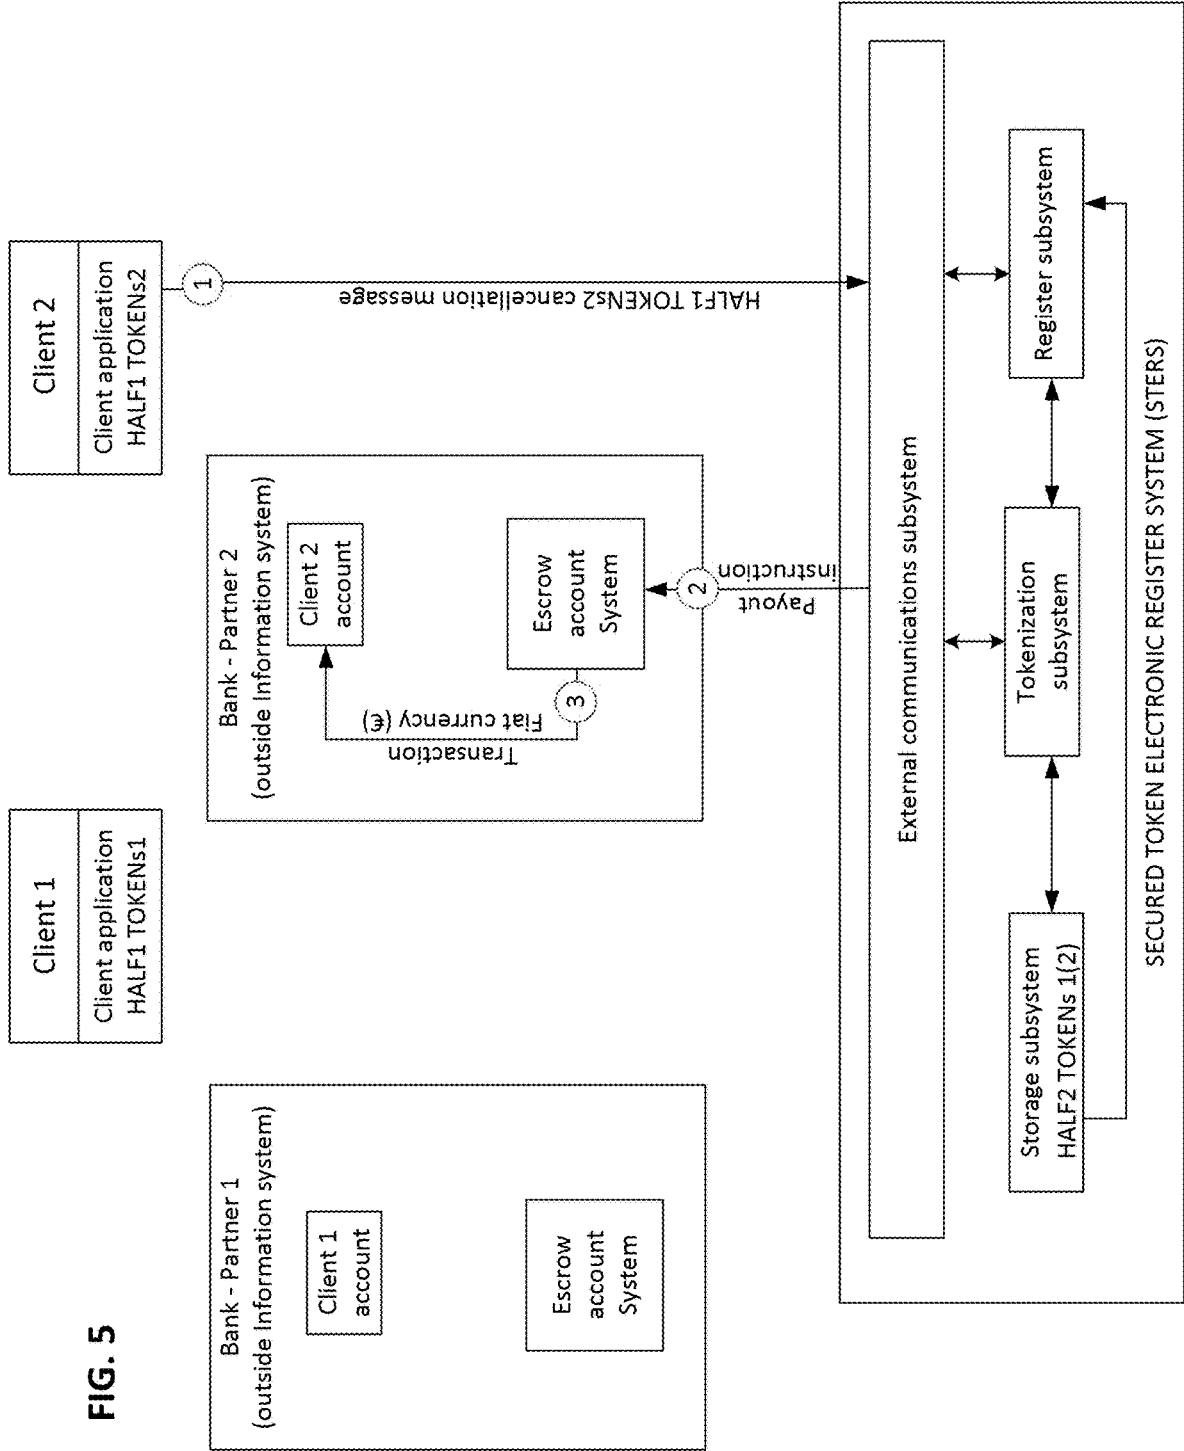 FIG. 5
Client 1
Client application
HALF1 TOKENs1
Client 2
Client application
HALF1 TOKENs2
Bank - Partner 1
(outside Information system)
Client 1
account
Escrow
account
System
Bank - Partner 2
(outside Information system)
Client 2
account
Transaction
Fiat currency (€)
3
Escrow
account
System
1
HALF1 TOKENs2 cancellation message
2
Payout
instruction
External communications subsystem
Storage subsystem
HALF2 TOKENs 1(2)
Tokenization
subsystem
Register subsystem
SECURED TOKEN ELECTRONIC REGISTER SYSTEM (STERS)